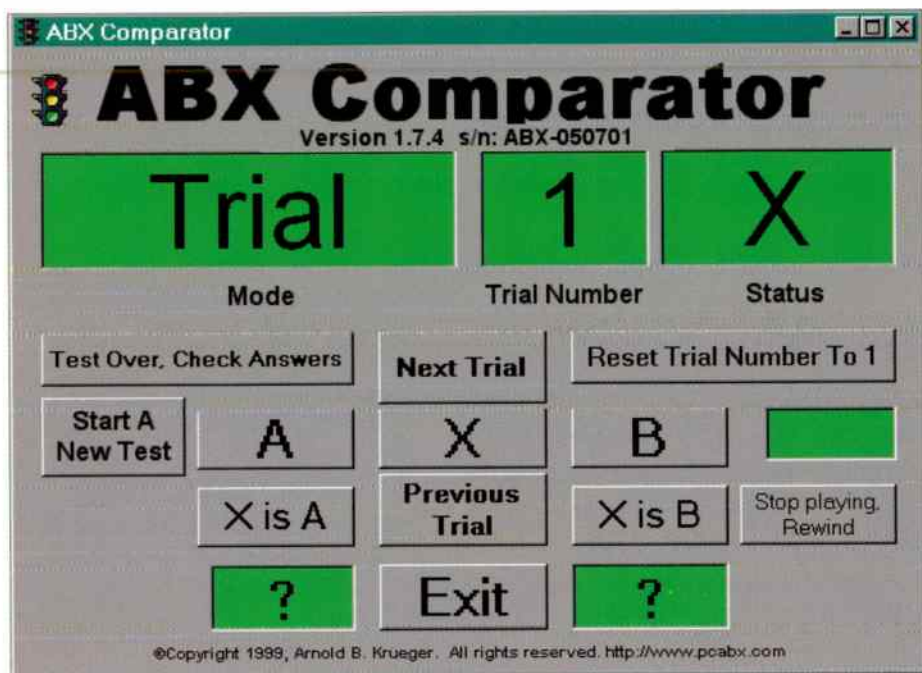 ABX Comparator
ABX Comparator
Version 1.7.4 s/n: ABX-050701
Trial
1
X
Mode
Trial Number
Status
Test Over, Check Answers
Next Trial
Reset Trial Number To 1
Start A
New Test
A
X
B
X is A
Previous
Trial
X is B
Stop playing,
Rewind
?
Exit
?
©Copyright 1999, Arnold B. Krueger. All rights reserved. http://www.pcabx.com